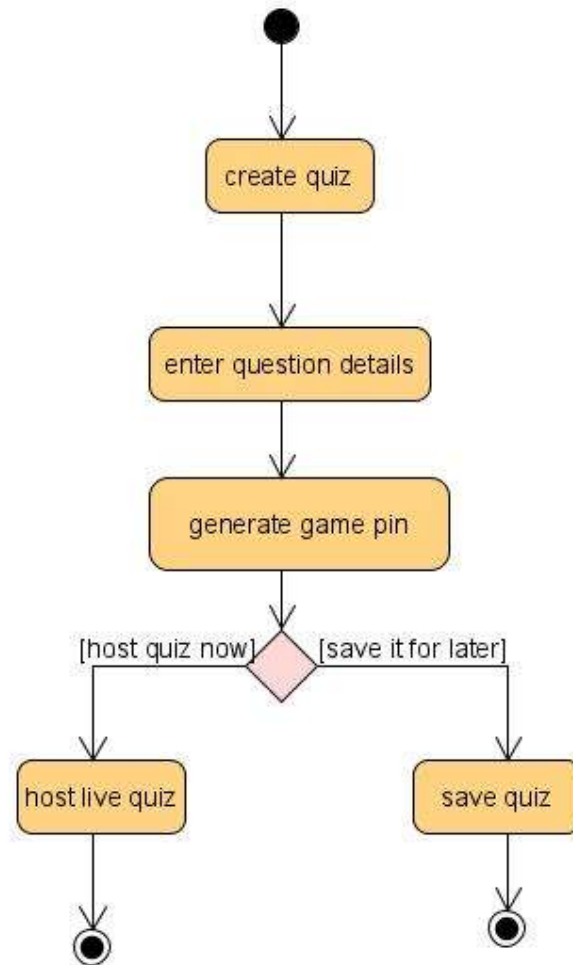 create quiz
enter question details
generate game pin
[host quiz now]
[save it for later]
host live quiz
save quiz